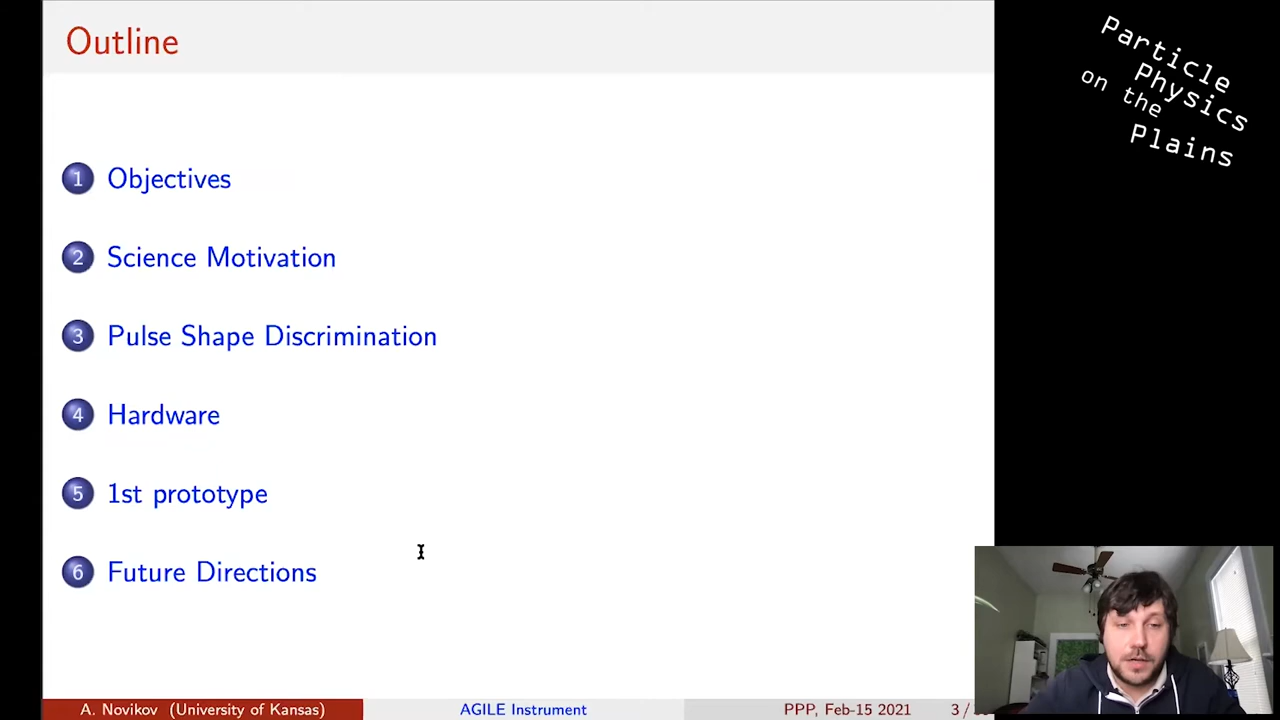 Outline
Particle
Physics
on the
Plains
1 Objectives
2 Science Motivation
3 Pulse Shape Discrimination
4 Hardware
5 1st prototype
6 Future Directions
A. Novikov (University of Kansas) AGILE Instrument PPP, Feb-15 2021 3 /